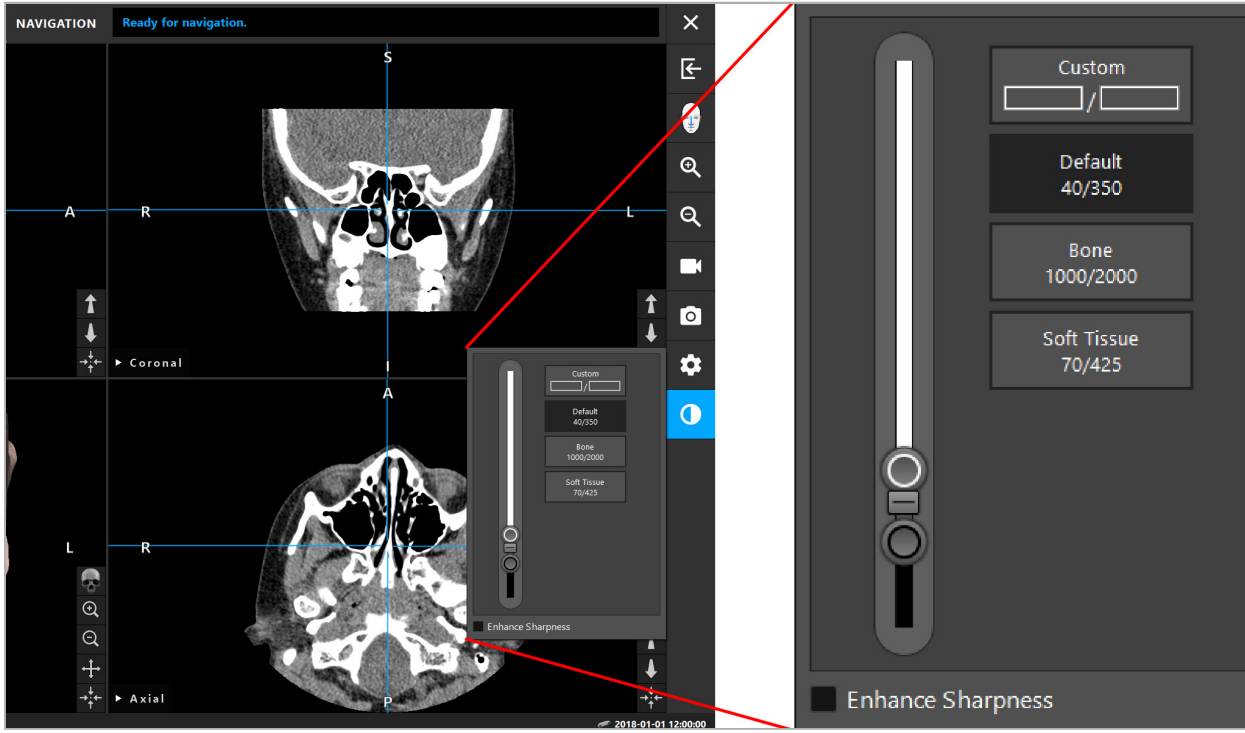 NAVIGATION
Ready for navigation.
S
A
R
L
Coronal
I
A
L
R
Axial
P
Custom
/
Default
40/350
Bone
1000/2000
Soft Tissue
70/425
Enhance Sharpness
2018-01-01 12:00:00
Custom
/
Default
40/350
Bone
1000/2000
Soft Tissue
70/425
Enhance Sharpness